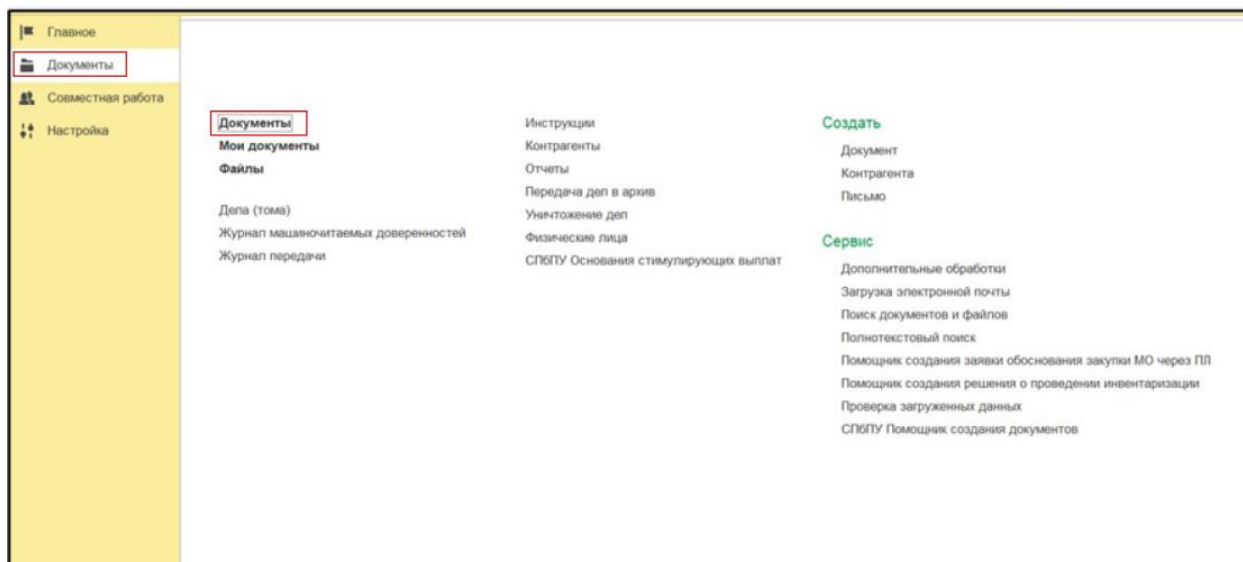 Главное
Документы
Совместная работа
Настройка
Документы
Мои документы
Файлы
Дела (тома)
Журнал машиночитаемых доверенностей
Журнал передачи
Инструкции
Контрагенты
Отчеты
Передача дел в архив
Уничтожение дел
Физические лица
СПбПУ Основания стимулирующих выплат
Создать
Документ
Контрагента
Письмо
Сервис
Дополнительные обработки
Загрузка электронной почты
Поиск документов и файлов
Полнотекстовый поиск
Помощник создания заявки обоснования закупки МО через ПЛ
Помощник создания решения о проведении инвентаризации
Проверка загруженных данных
СПбПУ Помощник создания документов